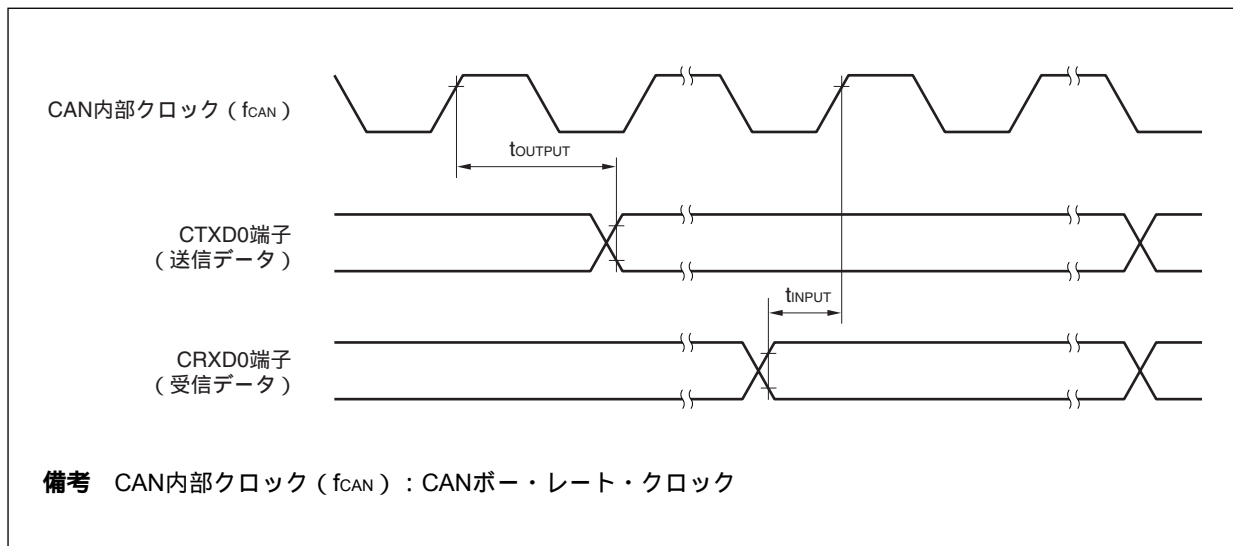 CAN内部クロック（fCAN）
tOUTPUT
CTXD0端子
（送信データ）
tINPUT
CRXD0端子
（受信データ）
備考　CAN内部クロック（fCAN）：CANボー・レート・クロック